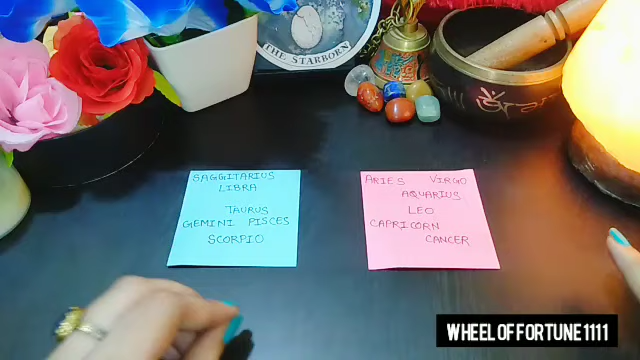 THE STARBORN
SAGGITARIUS
LIBRA
TAURUS
GEMINI PISCES
SCORPIO
ARIES VIRGO
AQUARIUS
LEO
CAPRICORN
CANCER
WHEEL OF FORTUNE 1111